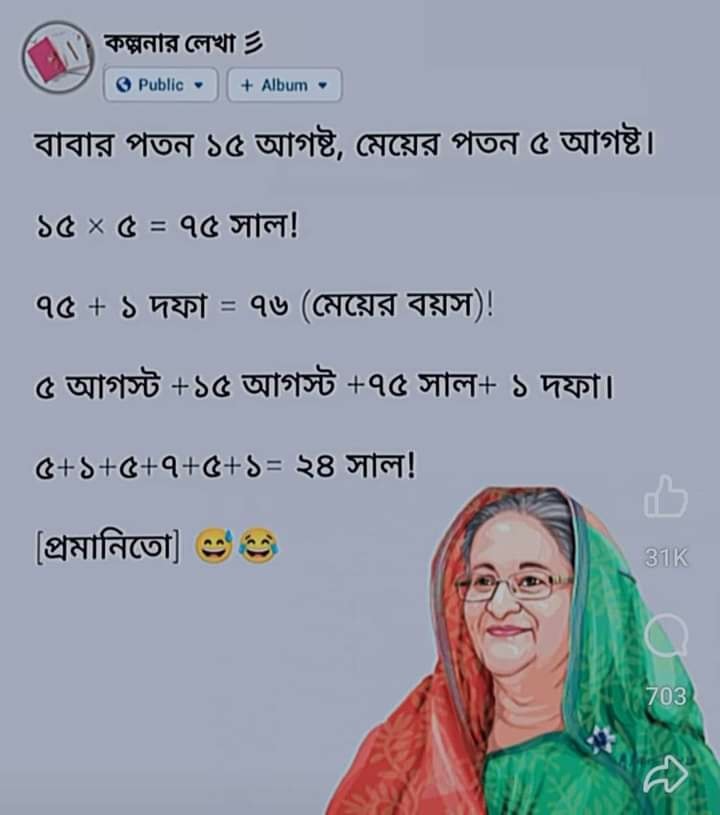 কল্পনার লেখা 彡
Public
+ Album
বাবার পতন ১৫ আগষ্ট, মেয়ের পতন ৫ আগষ্ট।
১৫ × ৫ = ৭৫ সাল!
৭৫ + ১ দফা = ৭৬ (মেয়ের বয়স)!
৫ আগস্ট +১৫ আগস্ট +৭৫ সাল+ ১ দফা।
৫+১+৫+৭+৫+১= ২৪ সাল!
[প্রমানিতো] 😅😂
31K
703